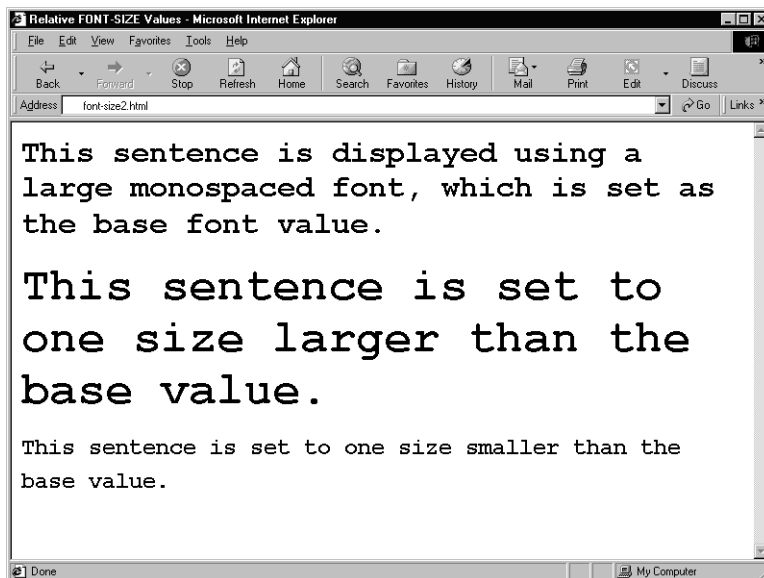 Relative FONT-SIZE Values - Microsoft Internet Explorer
File Edit View Favorites Tools Help
Back Forward Stop Refresh Home Search Favorites History Mail Print Edit Discuss
Address font-size2.html Go Links
This sentence is displayed using a
large monospaced font, which is set as
the base font value.
This sentence is set to
one size larger than the
base value.
This sentence is set to one size smaller than the
base value.
Done My Computer